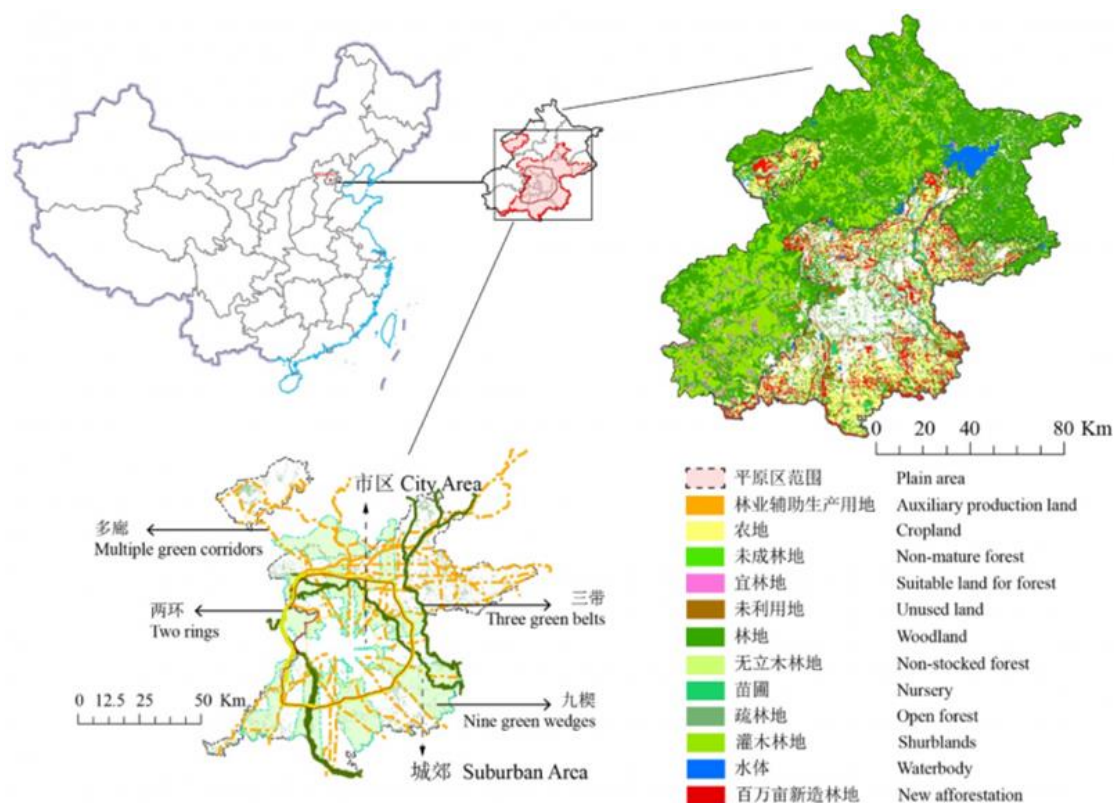 0 20 40 80 Km
市区 City Area
多廊
Multiple green corridors
两环
Two rings
三带
Three green belts
0 12.5 25 50 Km
九楔
Nine green wedges
城郊 Suburban Area
平原区范围 Plain area
林业辅助生产用地 Auxiliary production land
农地 Cropland
未成林地 Non-mature forest
宜林地 Suitable land for forest
未利用地 Unused land
林地 Woodland
无立木林地 Non-stocked forest
苗圃 Nursery
疏林地 Open forest
灌木林地 Shurblands
水体 Waterbody
百万亩新造林地 New afforestation